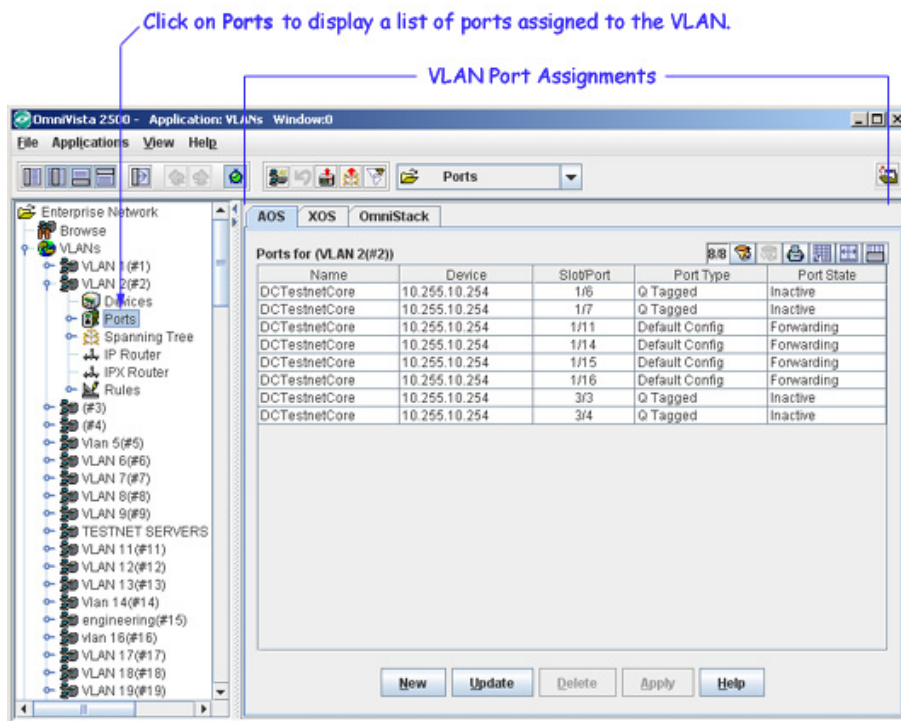 Click on Ports to display a list of ports assigned to the VLAN.
VLAN Port Assignments
OmniVista 2500 - Application: VLANs Window:0
File Applications View Help
Ports
Enterprise Network
Browse
VLANs
VLAN 1(#1)
VLAN 2(#2)
Devices
Ports
Spanning Tree
IP Router
IPX Router
Rules
(#3)
(#4)
Vlan 5(#5)
VLAN 6(#6)
VLAN 7(#7)
VLAN 8(#8)
VLAN 9(#9)
TESTNET SERVERS
VLAN 11(#11)
VLAN 12(#12)
VLAN 13(#13)
Vlan 14(#14)
engineering(#15)
vlan 16(#16)
VLAN 17(#17)
VLAN 18(#18)
VLAN 19(#19)
AOS XOS OmniStack
Ports for (VLAN 2(#2))
8/8
Name Device Slot/Port Port Type Port State
DCTestnetCore 10.255.10.254 1/6 Q Tagged Inactive
DCTestnetCore 10.255.10.254 1/7 Q Tagged Inactive
DCTestnetCore 10.255.10.254 1/11 Default Config Forwarding
DCTestnetCore 10.255.10.254 1/14 Default Config Forwarding
DCTestnetCore 10.255.10.254 1/15 Default Config Forwarding
DCTestnetCore 10.255.10.254 1/16 Default Config Forwarding
DCTestnetCore 10.255.10.254 3/3 Q Tagged Inactive
DCTestnetCore 10.255.10.254 3/4 Q Tagged Inactive
New Update Delete Apply Help